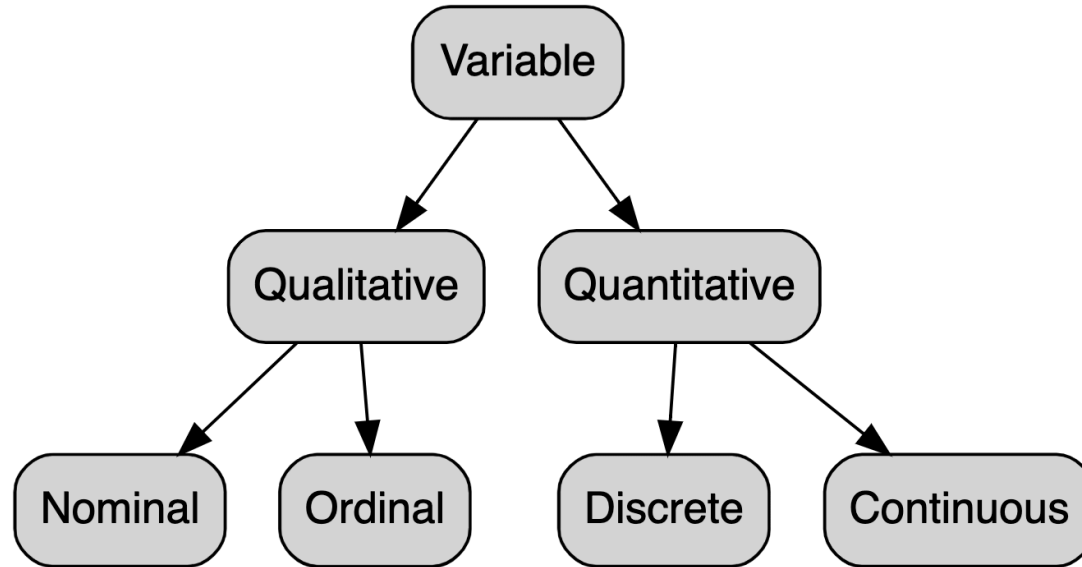 Variable
Qualitative
Quantitative
Nominal
Ordinal
Discrete
Continuous